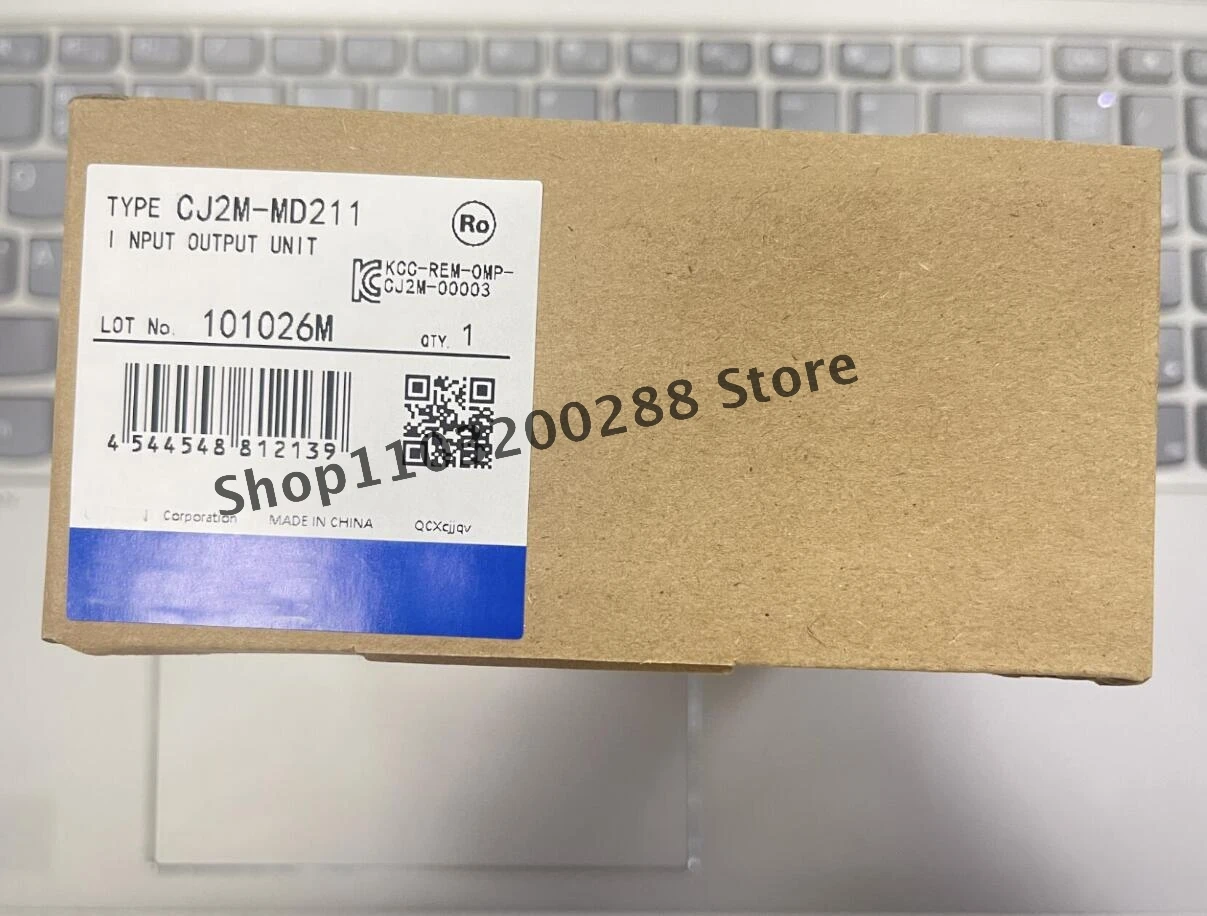 TYPE CJ2M-MD211
I NPUT OUTPUT UNIT
Ro
KCC-REM-OMP-
CJ2M-00003
LOT No. 101026M
QTY. 1
4 544548 812139
Corporation MADE IN CHINA QCXcjjqv
Store